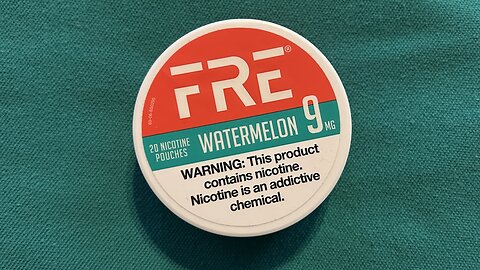 FRE®
20 NICOTINE
POUCHES
WATERMELON
9 MG
WARNING: This product
contains nicotine.
Nicotine is an addictive
chemical.